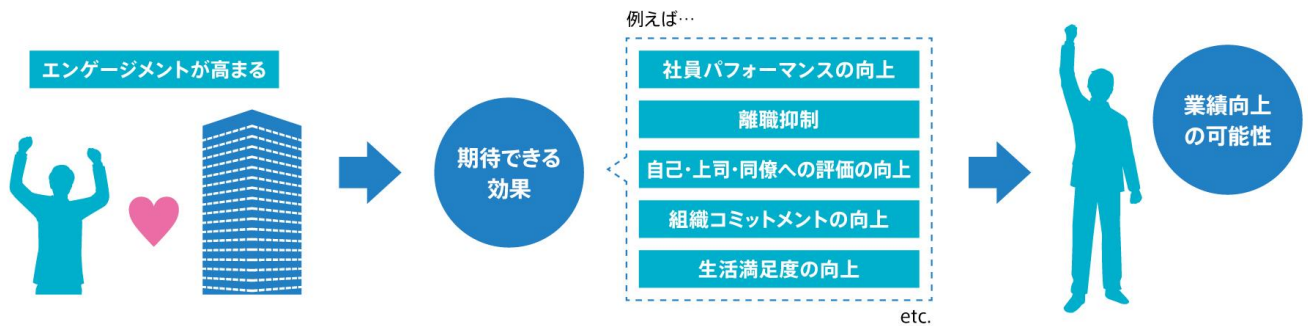 エンゲージメントが高まる
期待できる
効果
例えば…
社員パフォーマンスの向上
離職抑制
自己・上司・同僚への評価の向上
組織コミットメントの向上
生活満足度の向上
etc.
業績向上
の可能性